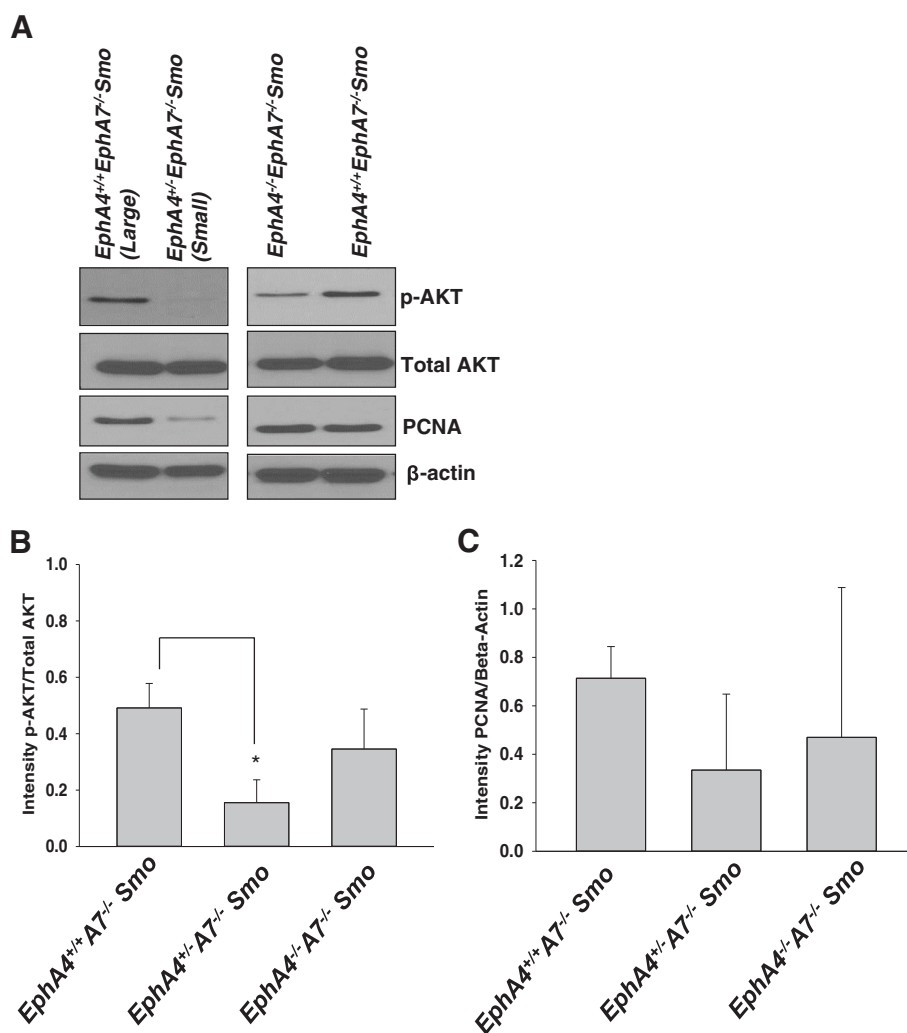 A
EphA4+/+EphA7-/-Smo
(Large)
EphA4+/-EphA7-/-Smo
(Small)
EphA4-/-EphA7-/-Smo
EphA4+/+EphA7-/-Smo
p-AKT
Total AKT
PCNA
β-actin
B
Intensity p-AKT/Total AKT
1.0
0.8
0.6
0.4
0.2
0.0
*
EphA4+/+A7-/- Smo
EphA4+/-A7-/- Smo
EphA4-/-A7-/- Smo
C
Intensity PCNA/Beta-Actin
1.2
1.0
0.8
0.6
0.4
0.2
0.0
EphA4+/+A7-/- Smo
EphA4+/-A7-/- Smo
EphA4-/-A7-/- Smo